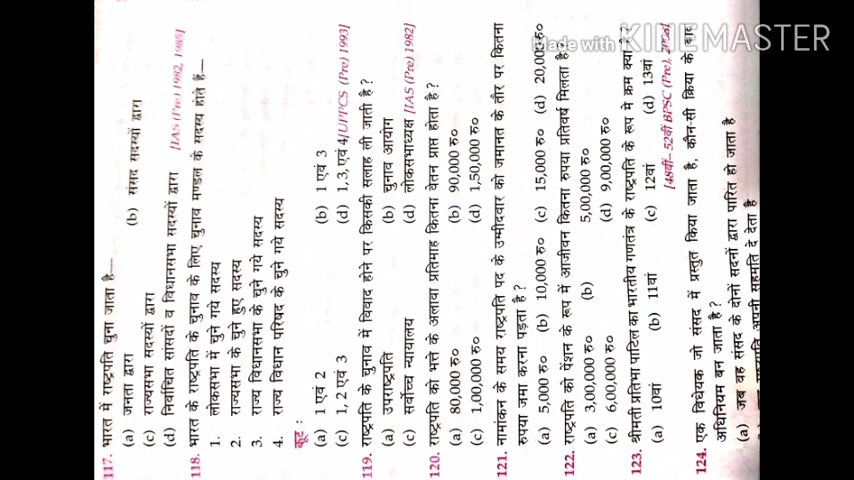 117. भारत में राष्ट्रपति चुना जाता है—
(a) जनता द्वारा (b) संसद सदस्यों द्वारा
(c) राज्यसभा सदस्यों द्वारा
(d) निर्वाचित सांसदों व विधानसभा सदस्यों द्वारा [IAS (Pre) 1982, 1985]
118. भारत के राष्ट्रपति के चुनाव के लिए चुनाव मण्डल के सदस्य होते हैं—
1. लोकसभा में चुने गये सदस्य
2. राज्यसभा के चुने हुए सदस्य
3. राज्य विधानसभा के चुने गये सदस्य
4. राज्य विधान परिषद के चुने गये सदस्य
कूट :
(a) 1 एवं 2 (b) 1 एवं 3
(c) 1, 2 एवं 3 (d) 1, 3, एवं 4 [UPPCS (Pre) 1993]
119. राष्ट्रपति के चुनाव में विवाद होने पर किसकी सलाह ली जाती है ?
(a) उपराष्ट्रपति (b) चुनाव आयोग
(c) सर्वोच्च न्यायालय (d) लोकसभाध्यक्ष [IAS (Pre) 1982]
120. राष्ट्रपति को भत्ते के अलावा प्रतिमाह कितना वेतन प्राप्त होता है ?
(a) 80,000 रु० (b) 90,000 रु०
(c) 1,00,000 रु० (d) 1,50,000 रु०
121. नामांकन के समय राष्ट्रपति पद के उम्मीदवार को जमानत के तौर पर कितना
रुपया जमा करना पड़ता है ?
(a) 5,000 रु० (b) 10,000 रु० (c) 15,000 रु० (d) 20,000 रु०
122. राष्ट्रपति को पेंशन के रूप में आजीवन कितना रुपया प्रतिवर्ष मिलता है ?
(a) 3,00,000 रु० (b) 5,00,000 रु०
(c) 6,00,000 रु० (d) 9,00,000 रु०
123. श्रीमती प्रतिभा पाटिल का भारतीय गणतंत्र के राष्ट्रपति के रूप मे क्रम क्या है ?
(a) 10वां (b) 11वां (c) 12वां (d) 13वां
[48वीं–52वीं BPSC (Pre), 2008]
124. एक विधेयक जो संसद में प्रस्तुत किया जाता है, कौन-सी क्रिया के बाद
अधिनियम बन जाता है ?
(a) जब वह संसद के दोनों सदनों द्वारा पारित हो जाता है
अपनी सहमति दे देता है
Made with KINEMASTER